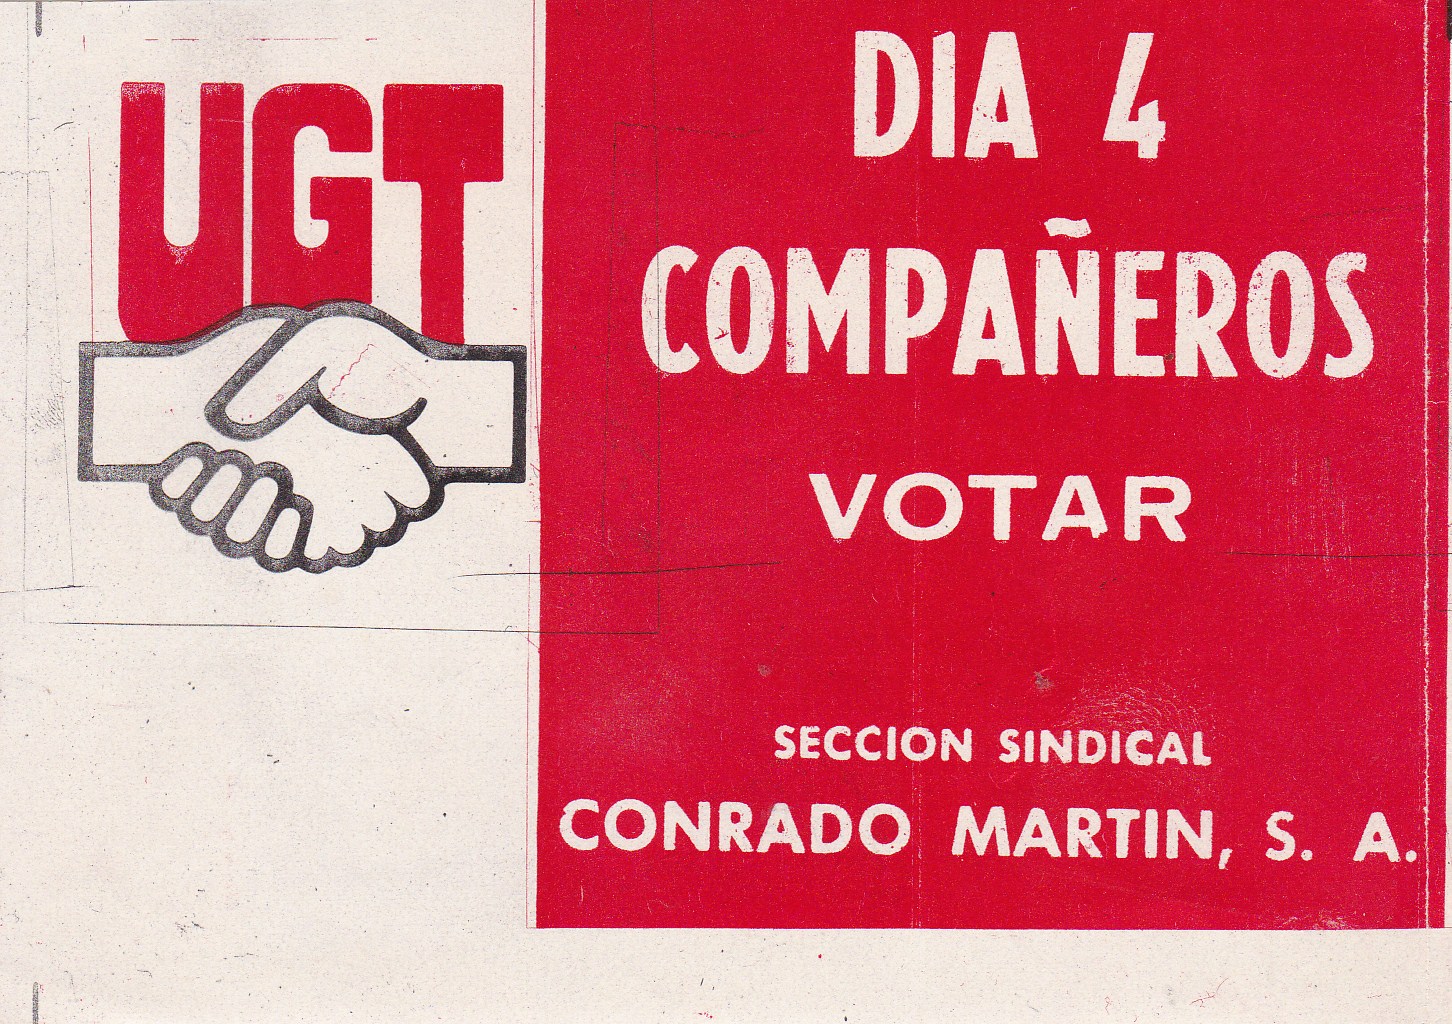 UGT
DIA 4
COMPAÑEROS
VOTAR
SECCION SINDICAL
CONRADO MARTIN, S. A.